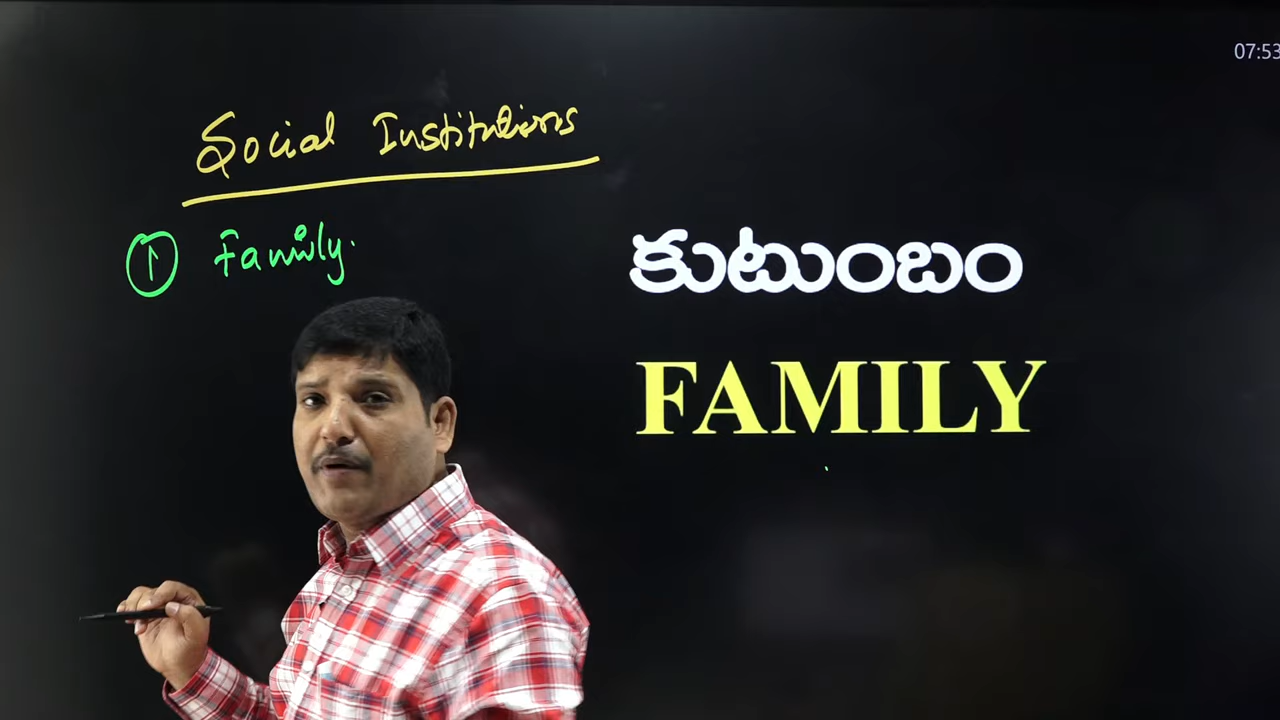 07:53
Social Institutions
① Family.
కుటుంబం
FAMILY